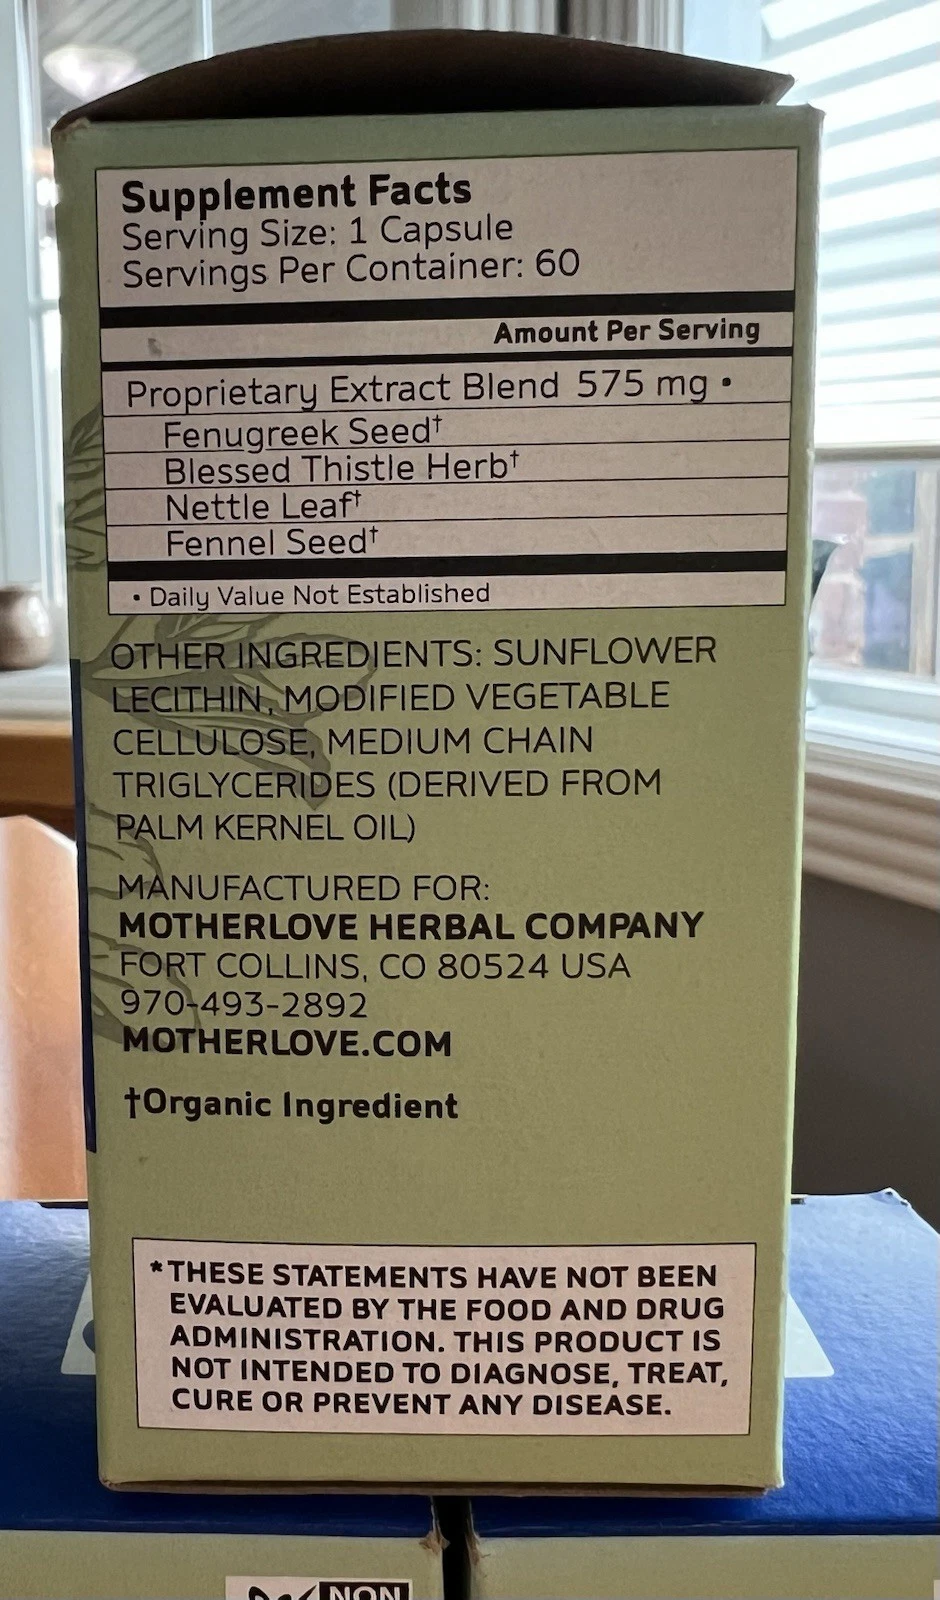 Supplement Facts
Serving Size: 1 Capsule
Servings Per Container: 60
Amount Per Serving
Proprietary Extract Blend 575 mg •
Fenugreek Seed†
Blessed Thistle Herb†
Nettle Leaf†
Fennel Seed†
• Daily Value Not Established
OTHER INGREDIENTS: SUNFLOWER
LECITHIN, MODIFIED VEGETABLE
CELLULOSE, MEDIUM CHAIN
TRIGLYCERIDES (DERIVED FROM
PALM KERNEL OIL)
MANUFACTURED FOR:
MOTHERLOVE HERBAL COMPANY
FORT COLLINS, CO 80524 USA
970-493-2892
MOTHERLOVE.COM
†Organic Ingredient
*THESE STATEMENTS HAVE NOT BEEN
EVALUATED BY THE FOOD AND DRUG
ADMINISTRATION. THIS PRODUCT IS
NOT INTENDED TO DIAGNOSE, TREAT,
CURE OR PREVENT ANY DISEASE.
NON